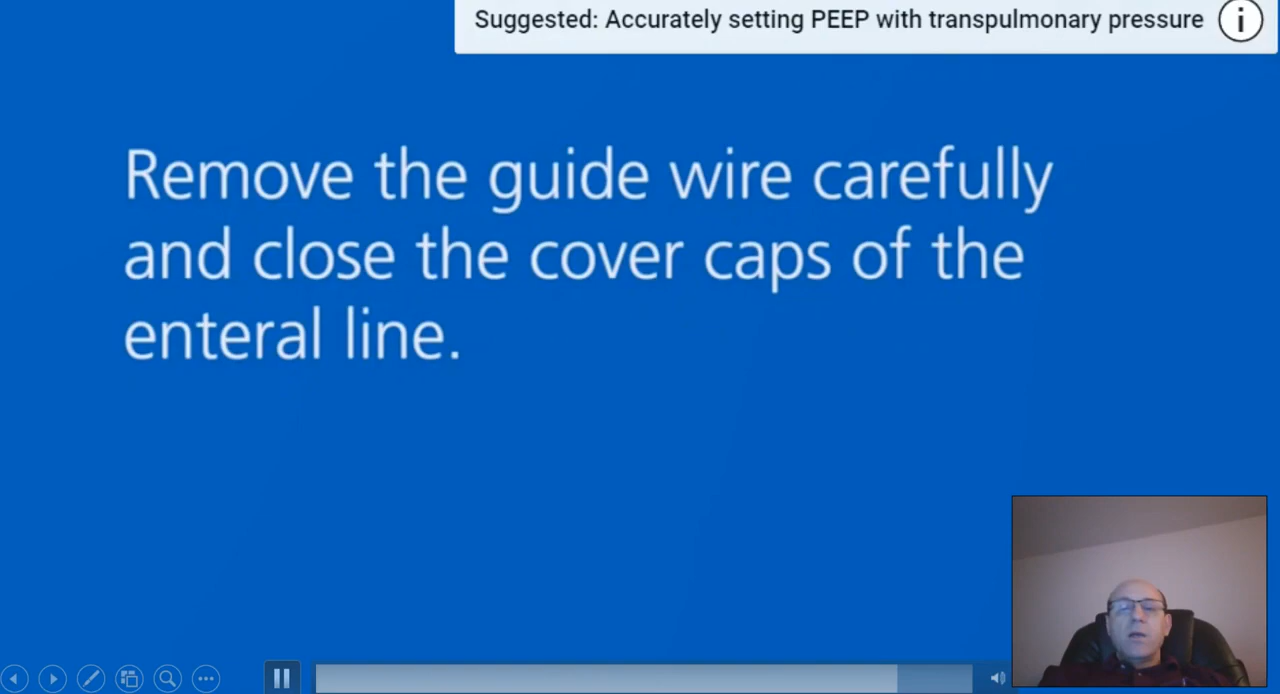 Suggested: Accurately setting PEEP with transpulmonary pressure
Remove the guide wire carefully
and close the cover caps of the
enteral line.